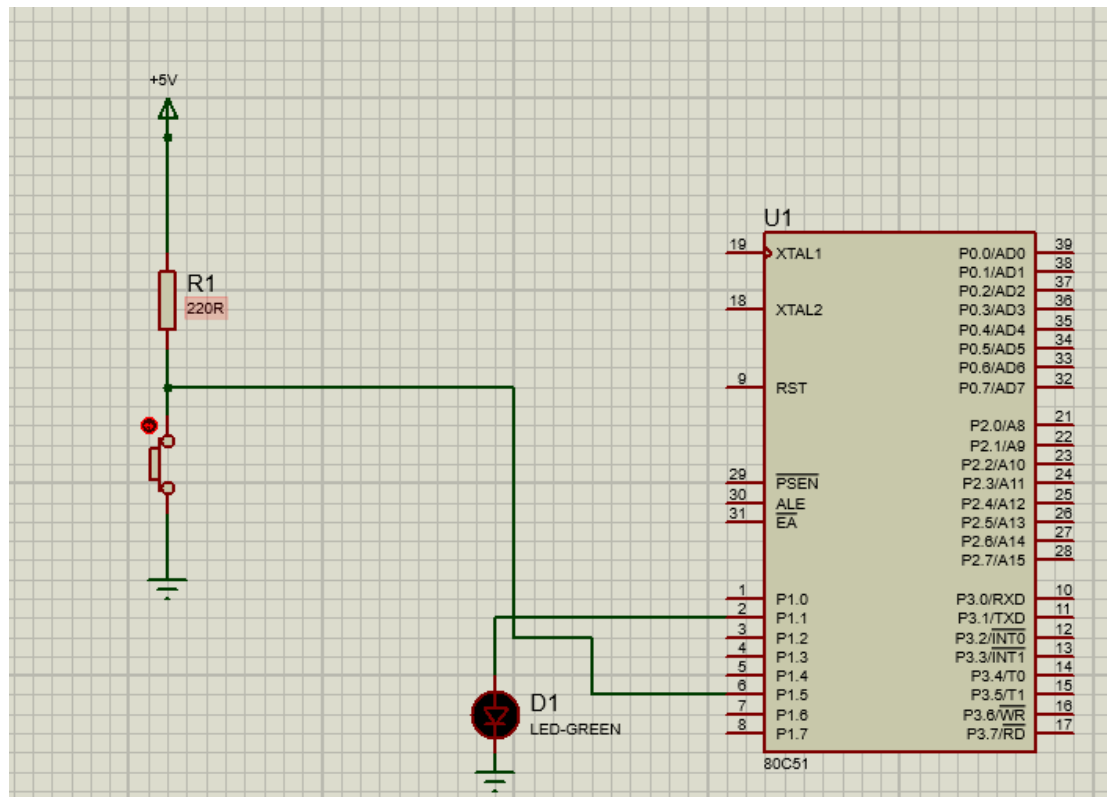 +5V
R1
220R
U1
19 XTAL1
18 XTAL2
9 RST
29 PSEN
30 ALE
31 EA
1 P1.0
2 P1.1
3 P1.2
4 P1.3
5 P1.4
6 P1.5
7 P1.6
8 P1.7
P0.0/AD0 39
P0.1/AD1 38
P0.2/AD2 37
P0.3/AD3 36
P0.4/AD4 35
P0.5/AD5 34
P0.6/AD6 33
P0.7/AD7 32
P2.0/A8 21
P2.1/A9 22
P2.2/A10 23
P2.3/A11 24
P2.4/A12 25
P2.5/A13 26
P2.6/A14 27
P2.7/A15 28
P3.0/RXD 10
P3.1/TXD 11
P3.2/INT0 12
P3.3/INT1 13
P3.4/T0 14
P3.5/T1 15
P3.6/WR 16
P3.7/RD 17
80C51
D1
LED-GREEN